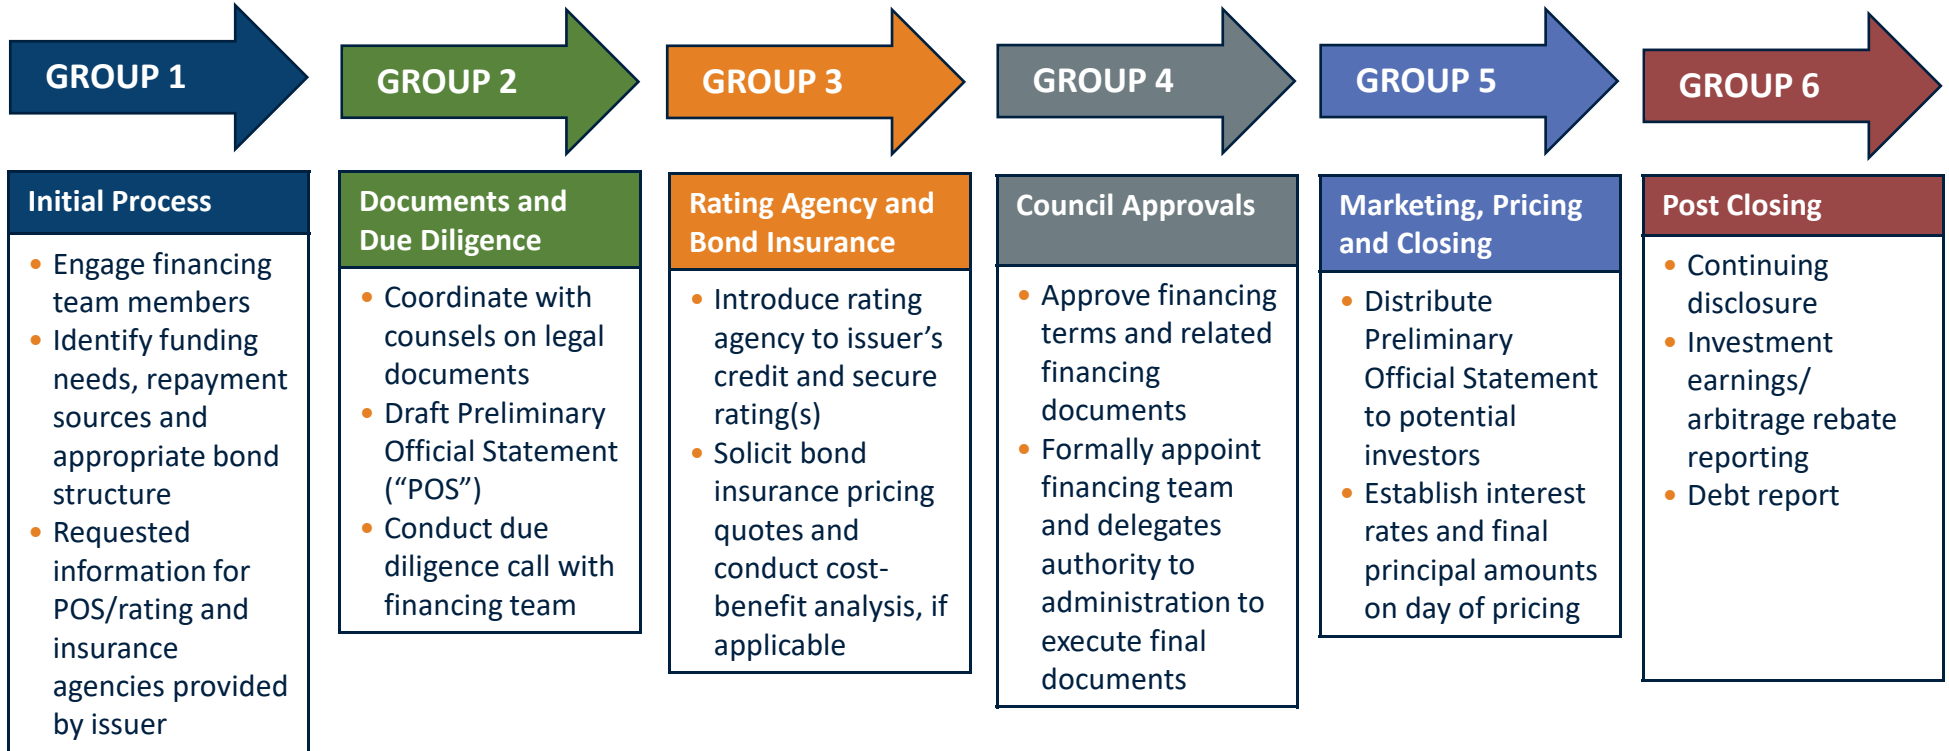 GROUP 1
GROUP 2
GROUP 3
GROUP 4
GROUP 5
GROUP 6
Initial Process
• Engage financing
team members
• Identify funding
needs, repayment
sources and
appropriate bond
structure
• Requested
information for
POS/rating and
insurance
agencies provided
by issuer
Documents and
Due Diligence
• Coordinate with
counsels on legal
documents
• Draft Preliminary
Official Statement
(“POS”)
• Conduct due
diligence call with
financing team
Rating Agency and
Bond Insurance
• Introduce rating
agency to issuer’s
credit and secure
rating(s)
• Solicit bond
insurance pricing
quotes and
conduct cost-
benefit analysis, if
applicable
Council Approvals
• Approve financing
terms and related
financing
documents
• Formally appoint
financing team
and delegates
authority to
administration to
execute final
documents
Marketing, Pricing
and Closing
• Distribute
Preliminary
Official Statement
to potential
investors
• Establish interest
rates and final
principal amounts
on day of pricing
Post Closing
• Continuing
disclosure
• Investment
earnings/
arbitrage rebate
reporting
• Debt report